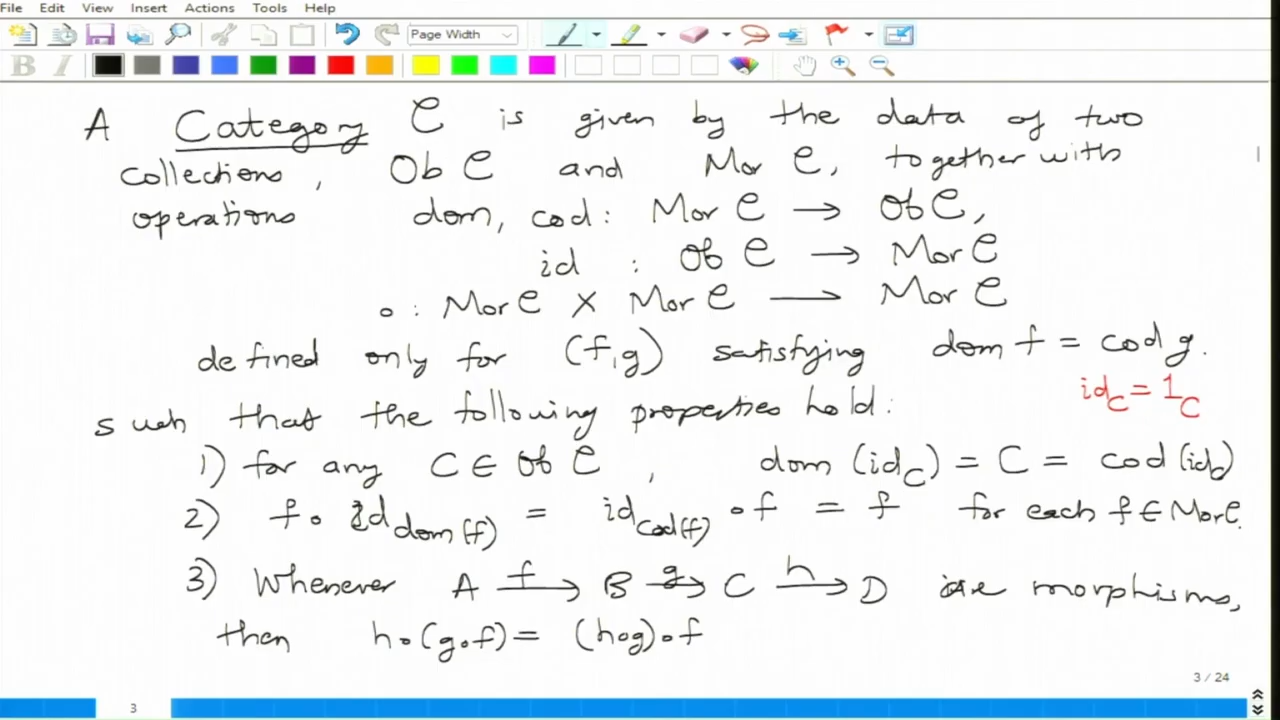 File Edit View Insert Actions Tools Help
Page Width
B I
A Category C is given by the data of two
collections, Ob C and Mor C, together with
operations dom, cod: Mor C → Ob C,
id : Ob C → Mor C
∘ : Mor C × Mor C → Mor C
defined only for (f,g) satisfying dom f = cod g.
id_C = 1_C
such that the following properties hold:
1) for any C ∈ Ob C, dom (id_C) = C = cod (id_C)
2) f ∘ id_dom(f) = id_cod(f) ∘ f = f for each f ∈ Mor C.
3) Whenever A →f B →g C →h D are morphisms,
then h∘(g∘f) = (h∘g)∘f
3 / 24
3